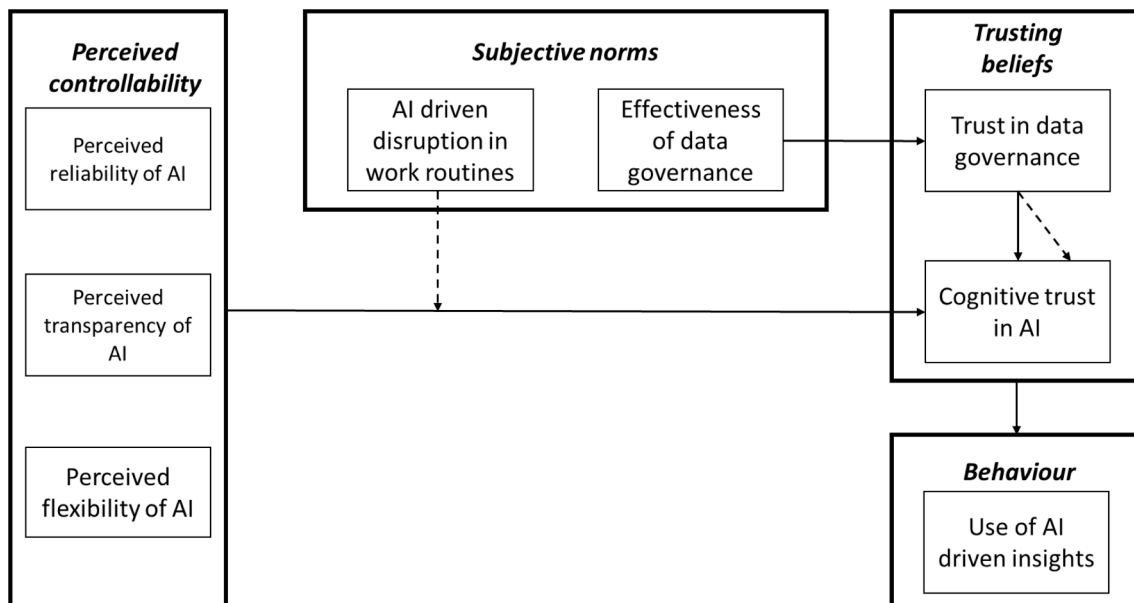 Perceived
controllability
Perceived
reliability of AI
Perceived
transparency of
AI
Perceived
flexibility of AI
Subjective norms
AI driven
disruption in
work routines
Effectiveness
of data
governance
Trusting
beliefs
Trust in data
governance
Cognitive trust
in AI
Behaviour
Use of AI
driven insights